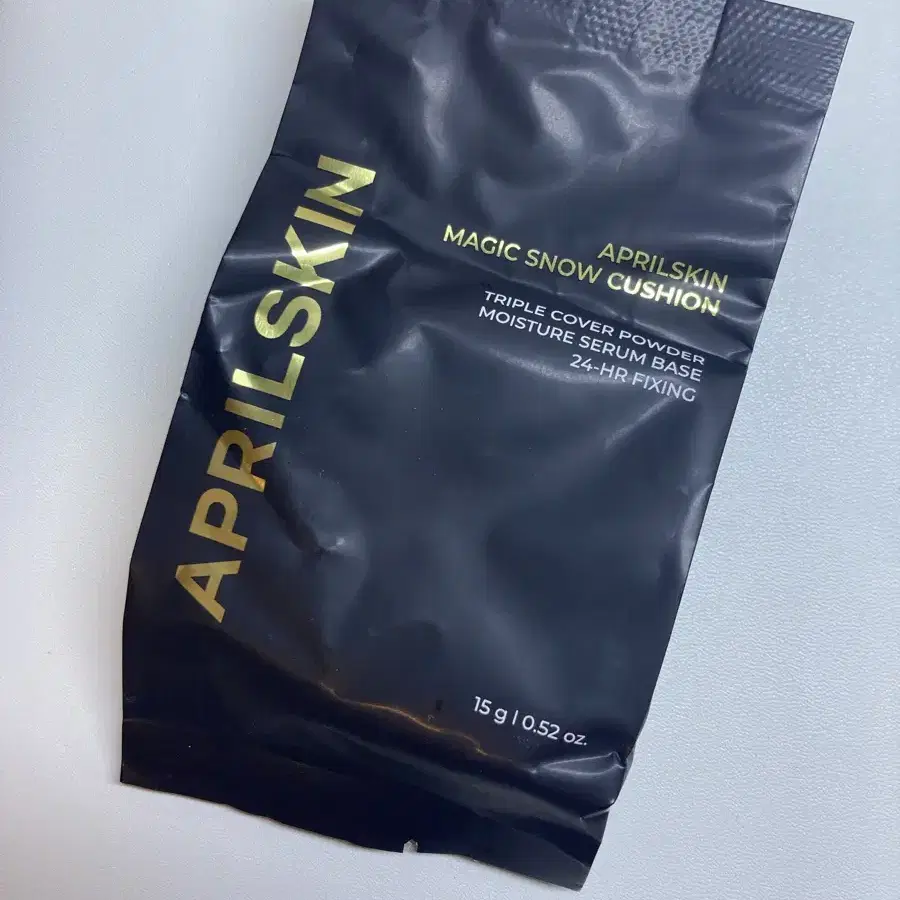 APRILSKIN
APRILSKIN
MAGIC SNOW CUSHION
TRIPLE COVER POWDER
MOISTURE SERUM BASE
24-HR FIXING
15 g | 0.52 oz.